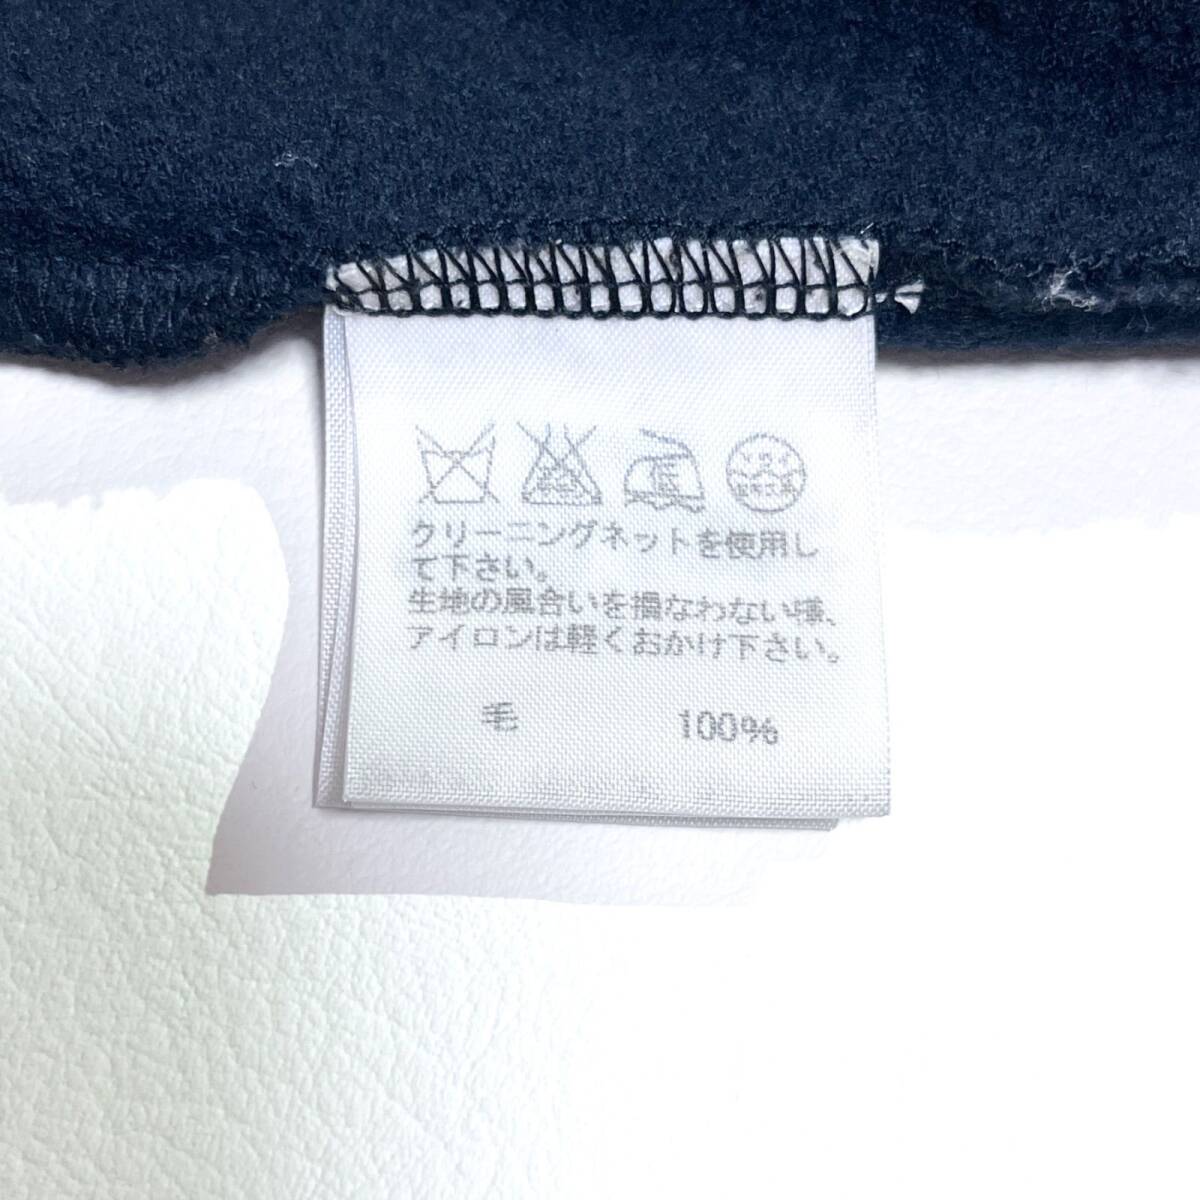 クリーニングネットを使用し
て下さい。
生地の風合いを損なわない様、
アイロンは軽くおかけ下さい。
毛 100%